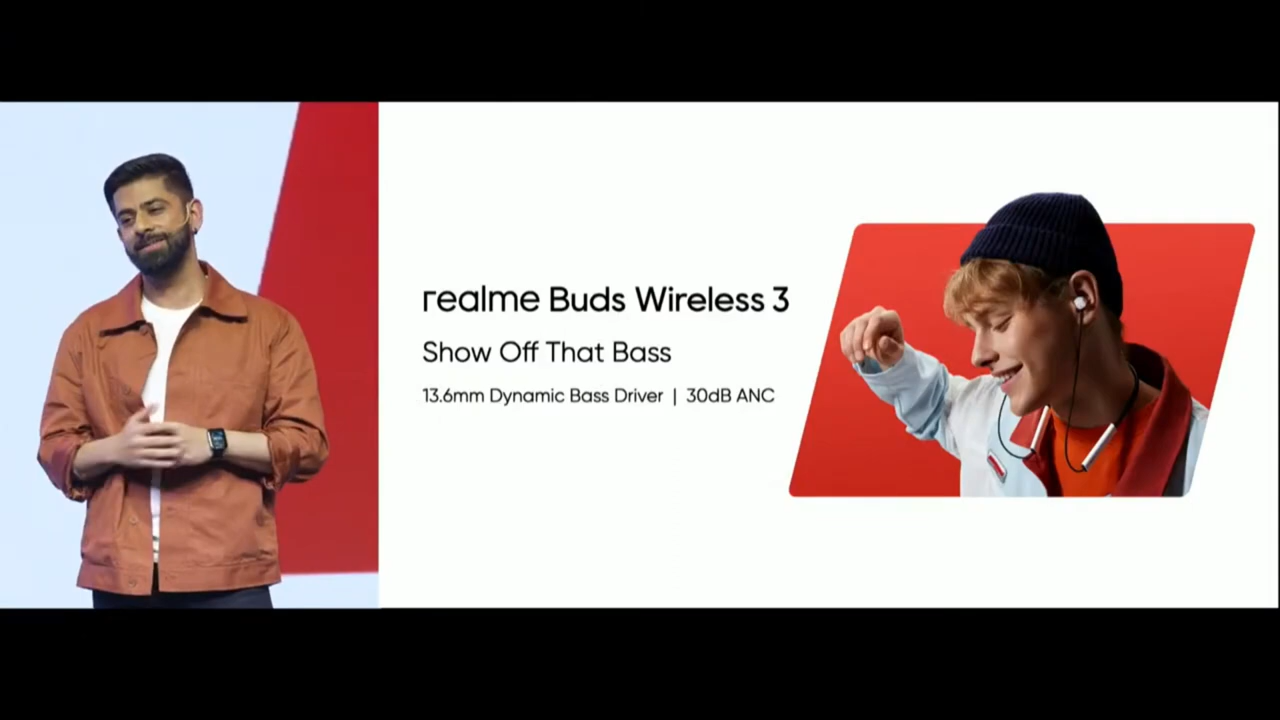 realme Buds Wireless 3
Show Off That Bass
13.6mm Dynamic Bass Driver | 30dB ANC